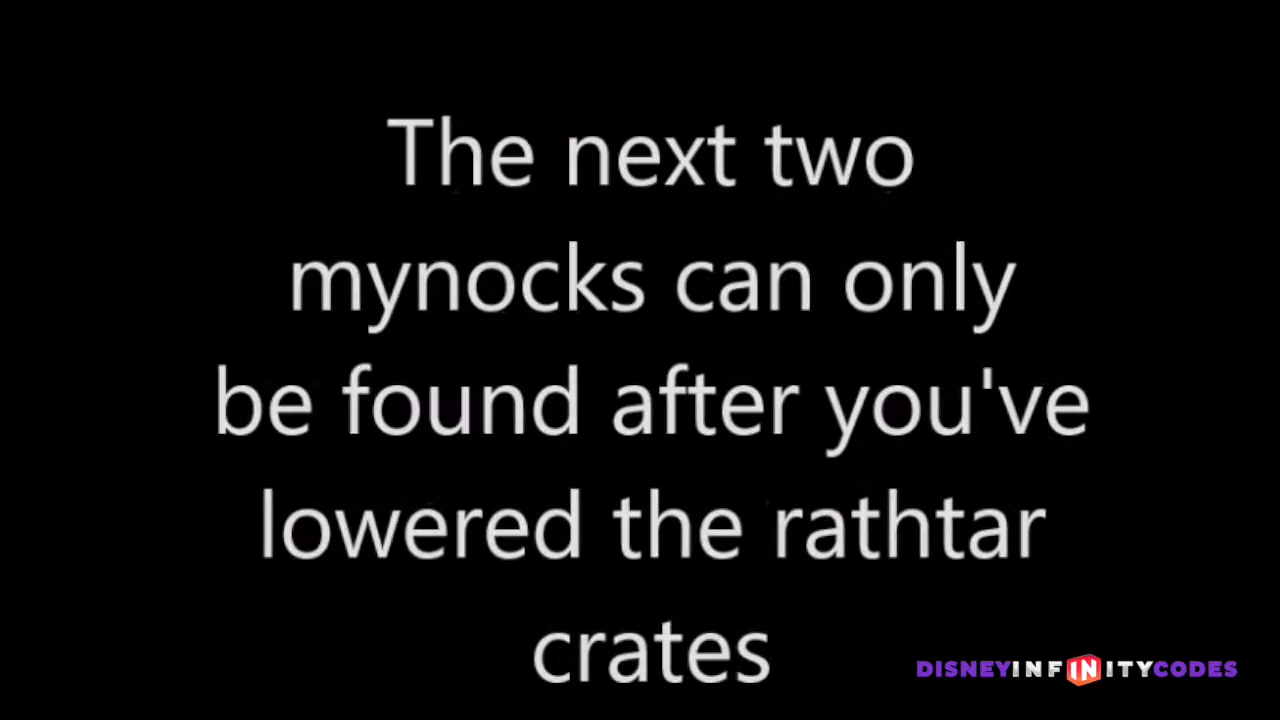 The next two
mynocks can only
be found after you've
lowered the rathtar
crates
DISNEYINFINITYCODES